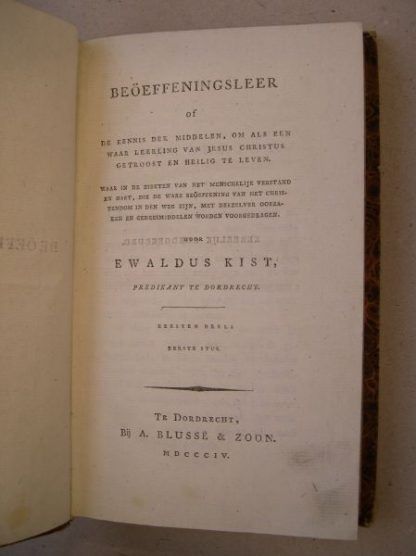 BEÖEFFENINGSLEER
of
DE KENNIS DER MIDDELEN, OM ALS EEN
WAAR LEERLING VAN JESUS CHRISTUS
GETROOST EN HEILIG TE LEVEN.
WAAR IN DE ZIEKTEN VAN HET MENSCHELIJK VERSTAND
EN HART, DIE DE WARE BEÖEFFENING VAN HET CHRIS-
TENDOM IN DEN WEG ZIJN, MET DERZELVER OORZA-
KEN EN GENEESMIDDELEN WORDEN VOORGEDRAGEN.
DOOR
EWALDUS KIST,
PREDIKANT TE DORDRECHT.
EERSTEN DEELS
EERSTE STUK.
TE DORDRECHT,
Bij A. BLUSSÉ & ZOON.
MDCCCIV.